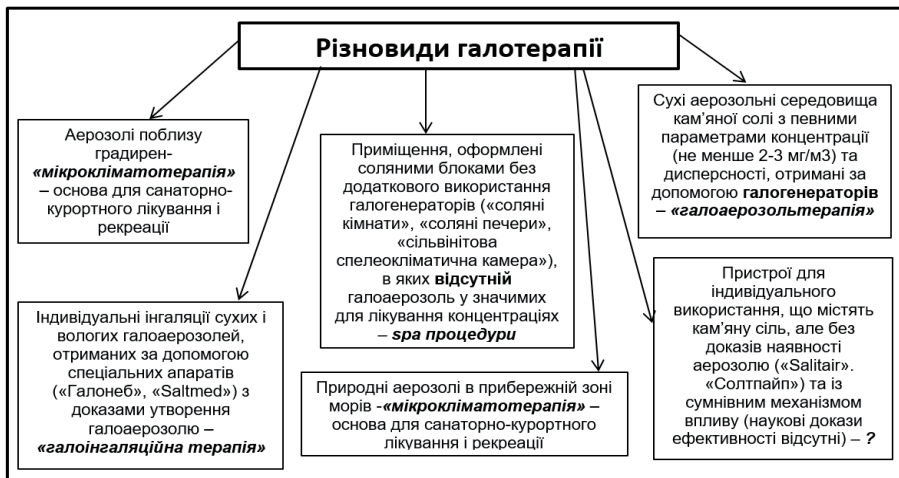 Різновиди галотерапії
Аерозолі поблизу
градирен-
«мікрокліматотерапія»
– основа для санаторно-
курортного лікування і
рекреації
Індивідуальні інгаляції сухих і
вологих галоаерозолей,
отриманих за допомогою
спеціальних апаратів
(«Галонеб», «Saltmed») з
доказами утворення
галоаерозолю –
«галоінгаляційна терапія»
Приміщення, оформлені
соляними блоками без
додаткового використання
галогенераторів («соляні
кімнати», «соляні печери»,
«сільвінітова
спелеокліматична камера»),
в яких відсутній
галоаерозоль у значимих
для лікування концентраціях
– spa процедури
Природні аерозолі в прибережній зоні
морів -«мікрокліматотерапія» –
основа для санаторно-курортного
лікування і рекреації
Сухі аерозольні середовища
кам’яної солі з певними
параметрами концентрації
(не менше 2-3 мг/м3) та
дисперсності, отримані за
допомогою галогенераторів
– «галоаерозольтерапія»
Пристрої для
індивідуального
використання, що містять
кам’яну сіль, але без
доказів наявності
аерозолю («Salitair».
«Солтпайп») та із
сумнівним механізмом
впливу (наукові докази
ефективності відсутні) – ?